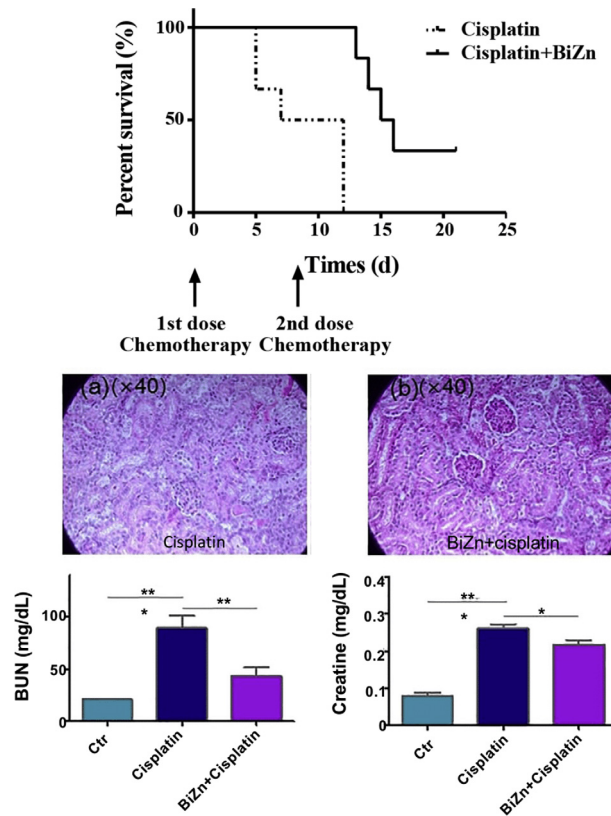 100
50
0
Percent survival (%)
Cisplatin
Cisplatin+BiZn
0 5 10 15 20 25
Times (d)
1st dose
Chemotherapy
2nd dose
Chemotherapy
(a)(×40)
Cisplatin
(b)(×40)
BiZn+cisplatin
BUN (mg/dL)
100
50
0
**
*
**
Ctr
Cisplatin
BiZn+Cisplatin
Creatine (mg/dL)
0.4
0.3
0.2
0.1
0
**
*
*
Ctr
Cisplatin
BiZn+Cisplatin